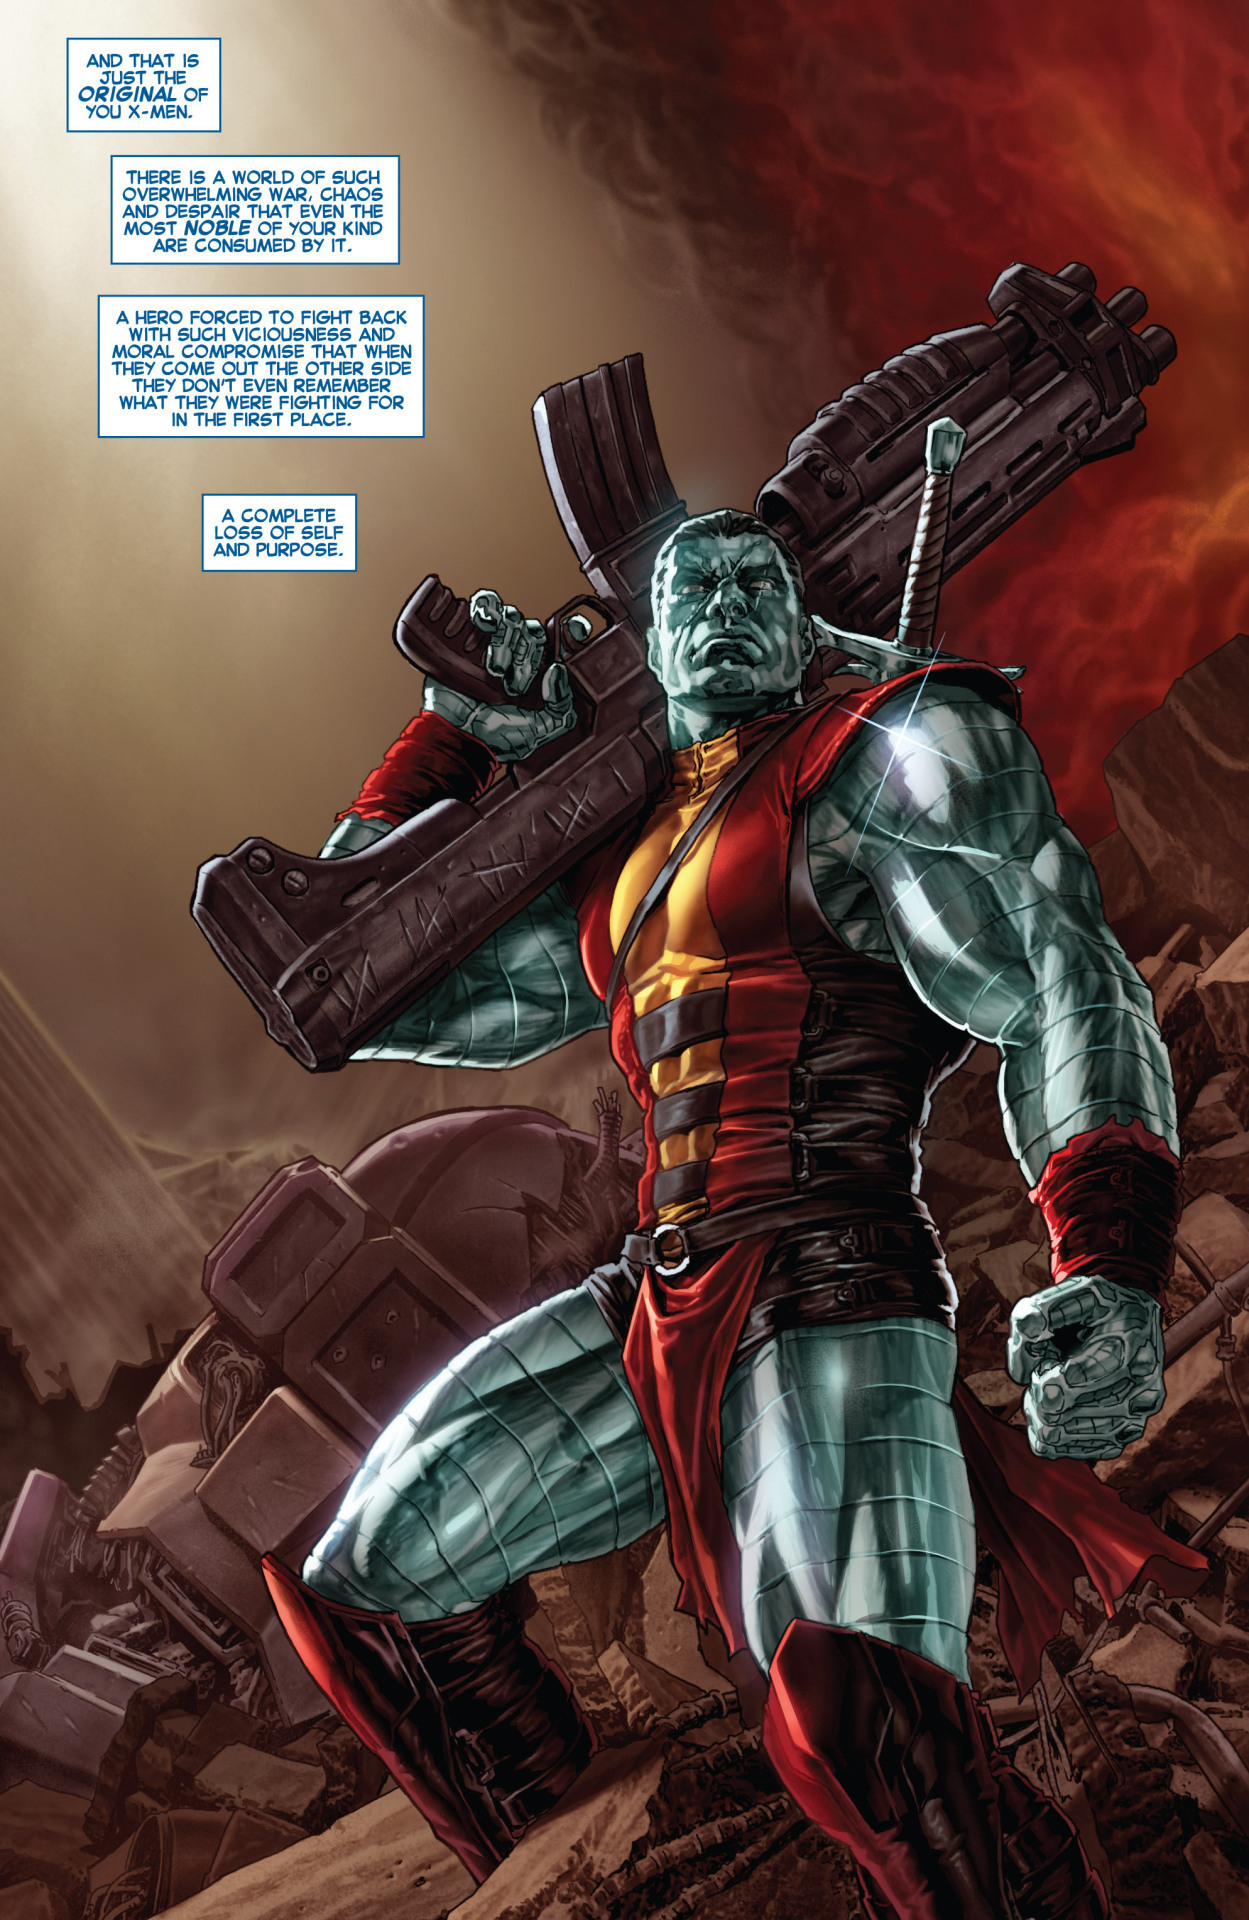 AND THAT IS
JUST THE
ORIGINAL OF
YOU X-MEN.
THERE IS A WORLD OF SUCH
OVERWHELMING WAR, CHAOS
AND DESPAIR THAT EVEN THE
MOST NOBLE OF YOUR KIND
ARE CONSUMED BY IT.
A HERO FORCED TO FIGHT BACK
WITH SUCH VICIOUSNESS AND
MORAL COMPROMISE THAT WHEN
THEY COME OUT THE OTHER SIDE
THEY DON'T EVEN REMEMBER
WHAT THEY WERE FIGHTING FOR
IN THE FIRST PLACE.
A COMPLETE
LOSS OF SELF
AND PURPOSE.